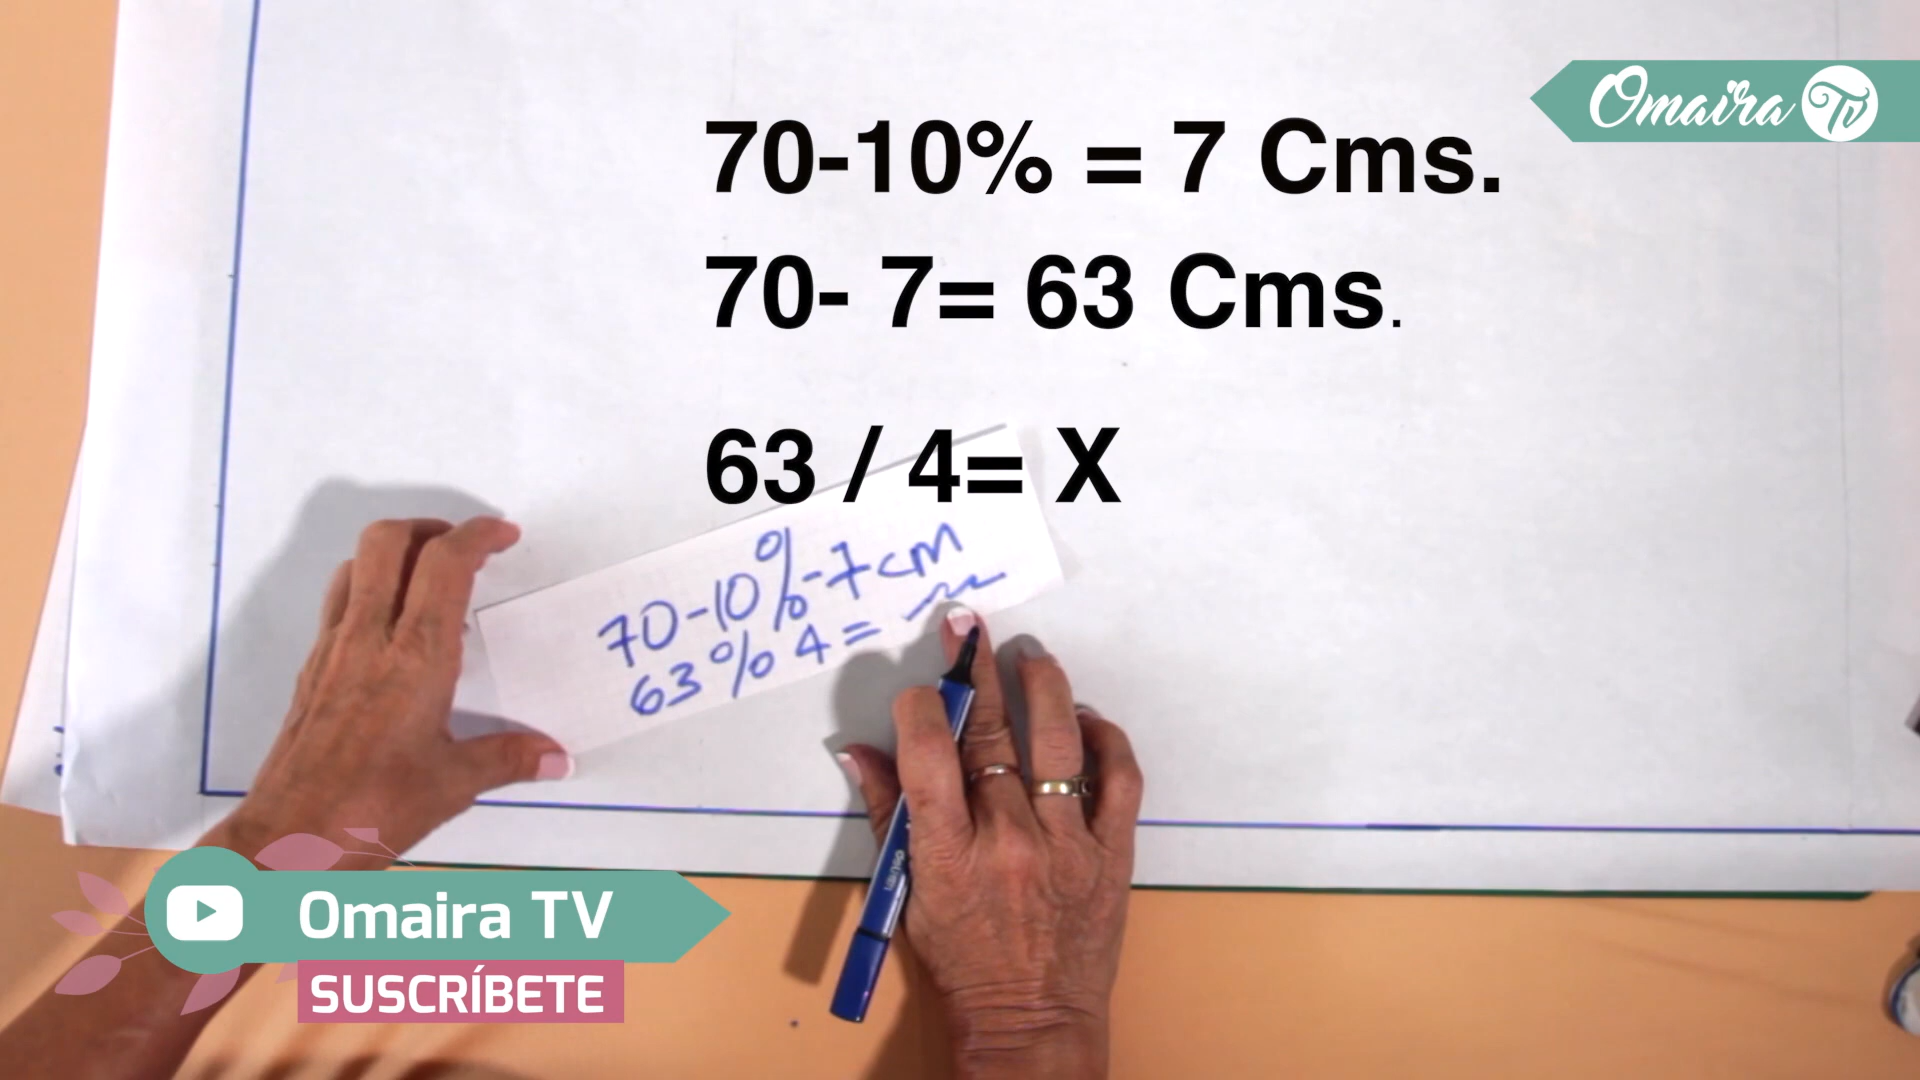 Omaira TV
70-10% = 7 Cms.
70- 7= 63 Cms.
63 / 4= X
70-10%-7cm
63%4=
Omaira TV
SUSCRÍBETE